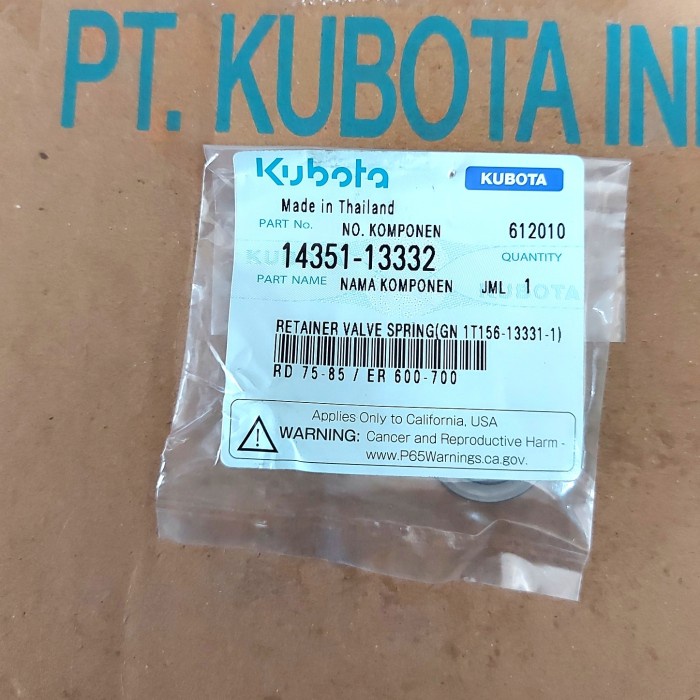 PT. KUBOTA IN
Kubota KUBOTA
Made in Thailand
PART No. NO. KOMPONEN 612010
14351-13332 QUANTITY
PART NAME NAMA KOMPONEN JML 1
KUBOTA
RETAINER VALVE SPRING(GN 1T156-13331-1)
RD 75-85 / ER 600-700
Applies Only to California, USA
WARNING: Cancer and Reproductive Harm -
www.P65Warnings.ca.gov.